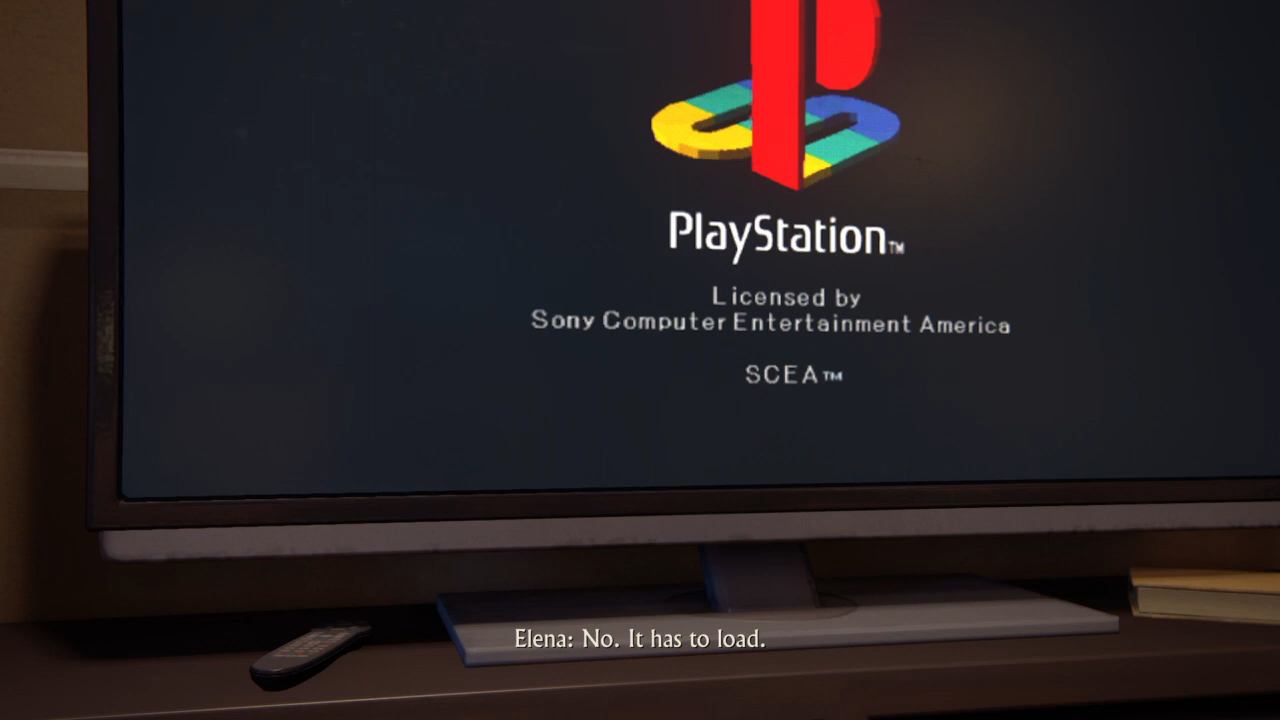 PlayStation™
Licensed by
Sony Computer Entertainment America
SCEA™
Elena: No. It has to load.